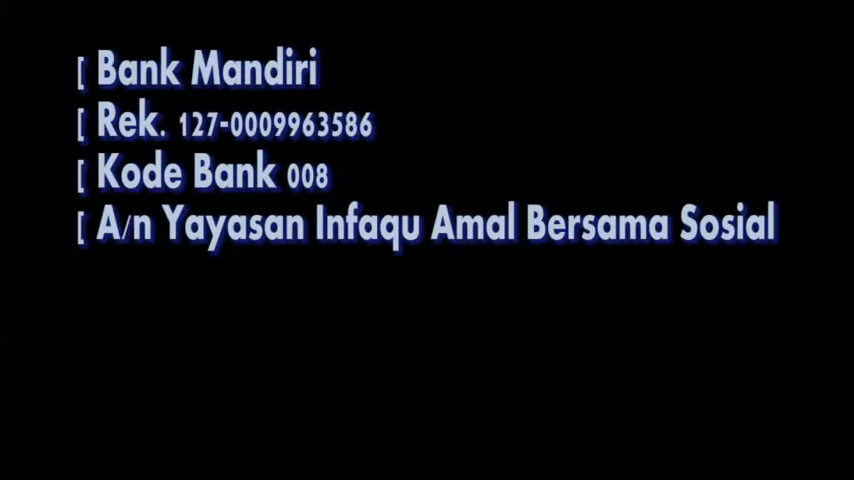 [ Bank Mandiri
[ Rek. 127-0009963586
[ Kode Bank 008
[ A/n Yayasan Infaqu Amal Bersama Sosial